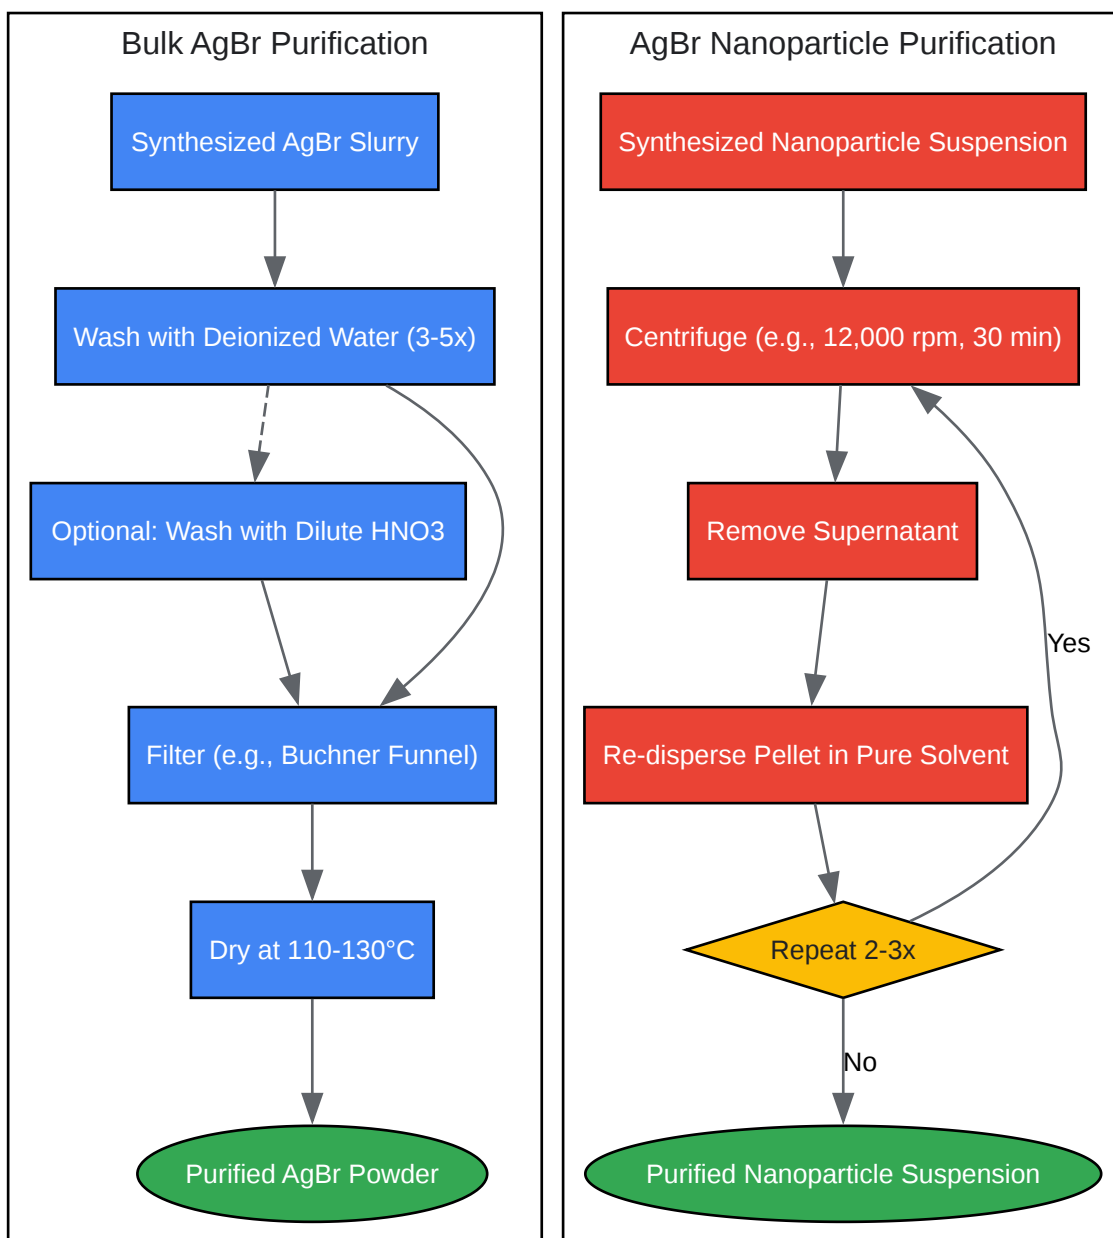 Bulk AgBr Purification
Synthesized AgBr Slurry
Wash with Deionized Water (3-5x)
Optional: Wash with Dilute HNO3
Filter (e.g., Buchner Funnel)
Dry at 110-130°C
Purified AgBr Powder
AgBr Nanoparticle Purification
Synthesized Nanoparticle Suspension
Centrifuge (e.g., 12,000 rpm, 30 min)
Remove Supernatant
Yes
Re-disperse Pellet in Pure Solvent
Repeat 2-3x
No
Purified Nanoparticle Suspension